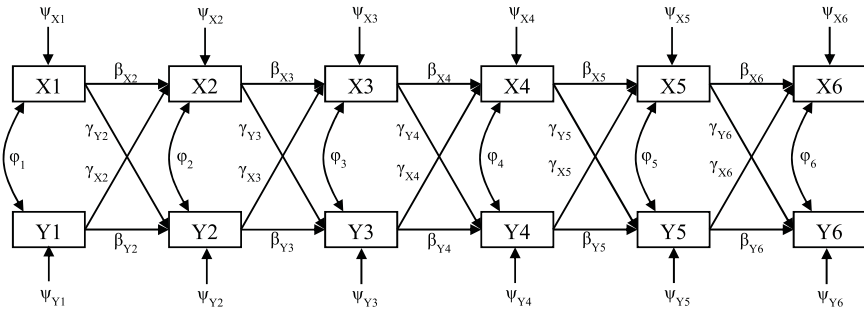 ψX1 ψX2 ψX3 ψX4 ψX5 ψX6
X1 βX2 X2 βX3 X3 βX4 X4 βX5 X5 βX6 X6
γY2 γY3 γY4 γY5 γY6
φ1 φ2 φ3 φ4 φ5 φ6
γX2 γX3 γX4 γX5 γX6
Y1 βY2 Y2 βY3 Y3 βY4 Y4 βY5 Y5 βY6 Y6
ψY1 ψY2 ψY3 ψY4 ψY5 ψY6